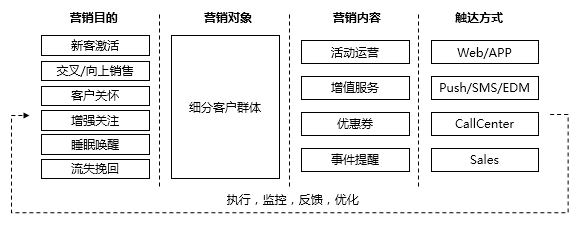 营销目的
营销对象
营销内容
触达方式
新客激活
交叉/向上销售
客户关怀
增强关注
睡眠唤醒
流失挽回
细分客户群体
活动运营
增值服务
优惠券
事件提醒
Web/APP
Push/SMS/EDM
CallCenter
Sales
执行，监控，反馈，优化